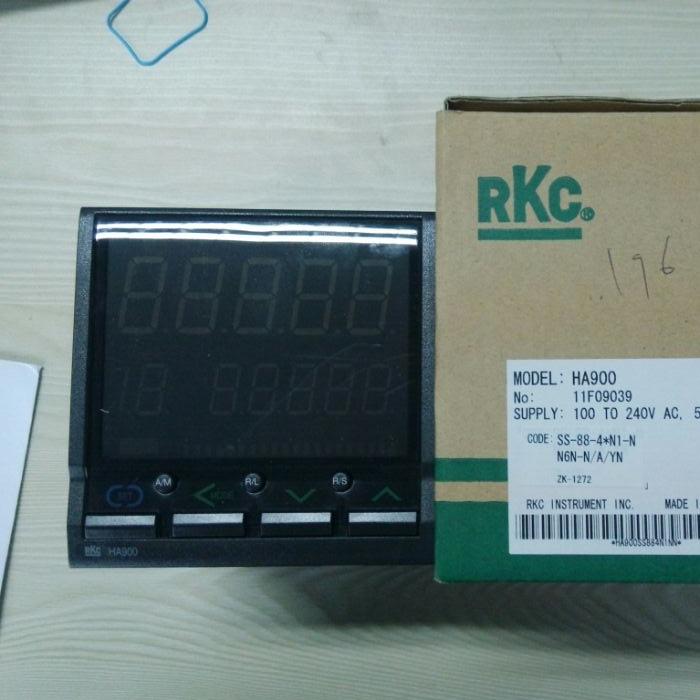 RKC®
196
MODEL: HA900
No: 11F09039
SUPPLY: 100 TO 240V AC, 5
CODE: SS-88-4*N1-N
N6N-N/A/YN
ZK-1272
RKC INSTRUMENT INC. MADE I
*HA900SS884N1NN*
A/M R/L R/S
SET <MODE
RKC HA900